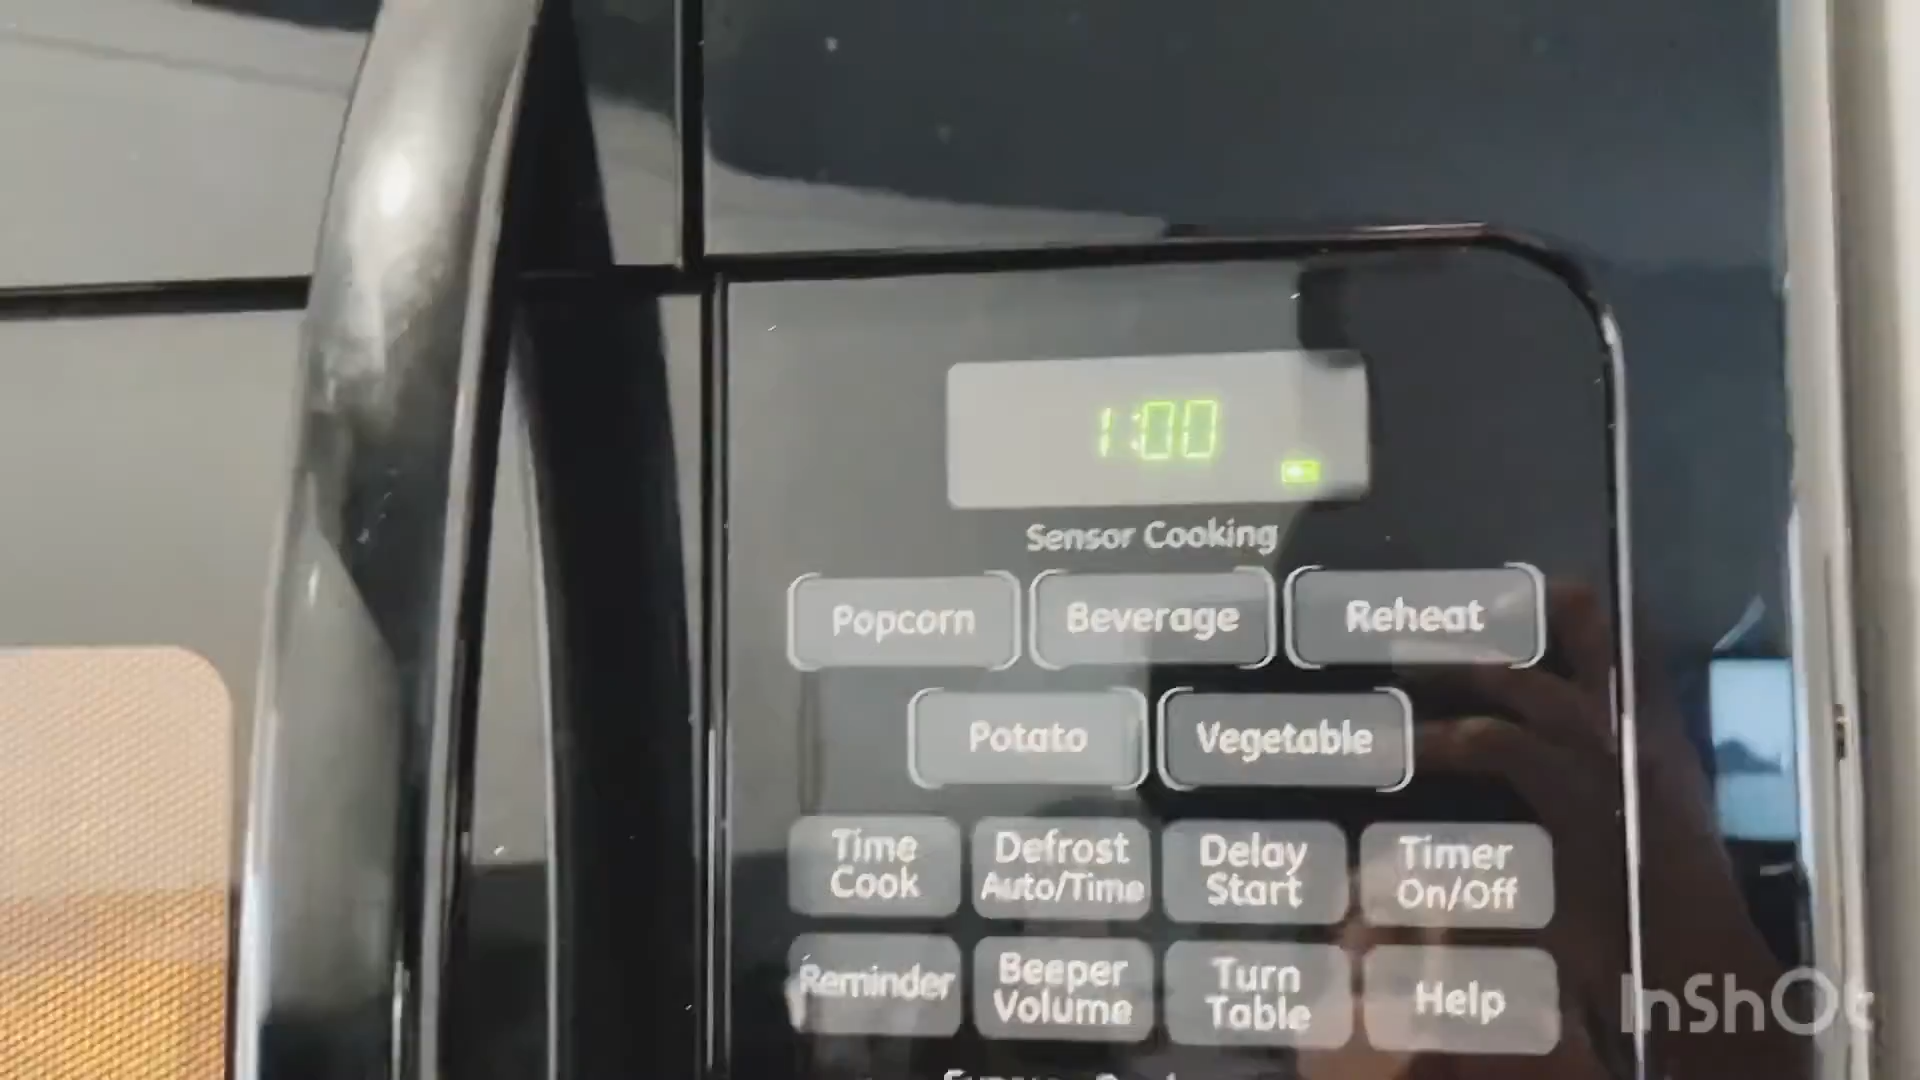 1:00
Sensor Cooking
Popcorn
Beverage
Reheat
Potato
Vegetable
Time
Cook
Defrost
Auto/Time
Delay
Start
Timer
On/Off
Reminder
Beeper
Volume
Turn
Table
Help
InShOt